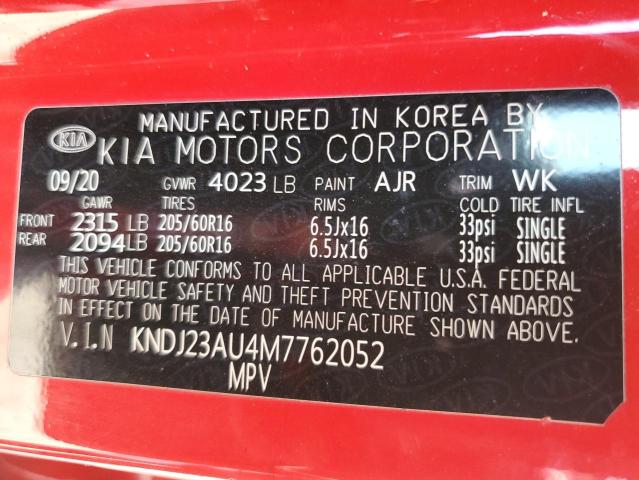 MANUFACTURED IN KOREA BY
KIA KIA MOTORS CORPORATION
09/20 GVWR 4023 LB PAINT AJR TRIM WK
GAWR TIRES RIMS COLD TIRE INFL
FRONT 2315 LB 205/60R16 6.5Jx16 33psi SINGLE
REAR 2094 LB 205/60R16 6.5Jx16 33psi SINGLE
THIS VEHICLE CONFORMS TO ALL APPLICABLE U.S.A. FEDERAL
MOTOR VEHICLE SAFETY AND THEFT PREVENTION STANDARDS
IN EFFECT ON THE DATE OF MANUFACTURE SHOWN ABOVE.
V.I.N KNDJ23AU4M7762052
MPV